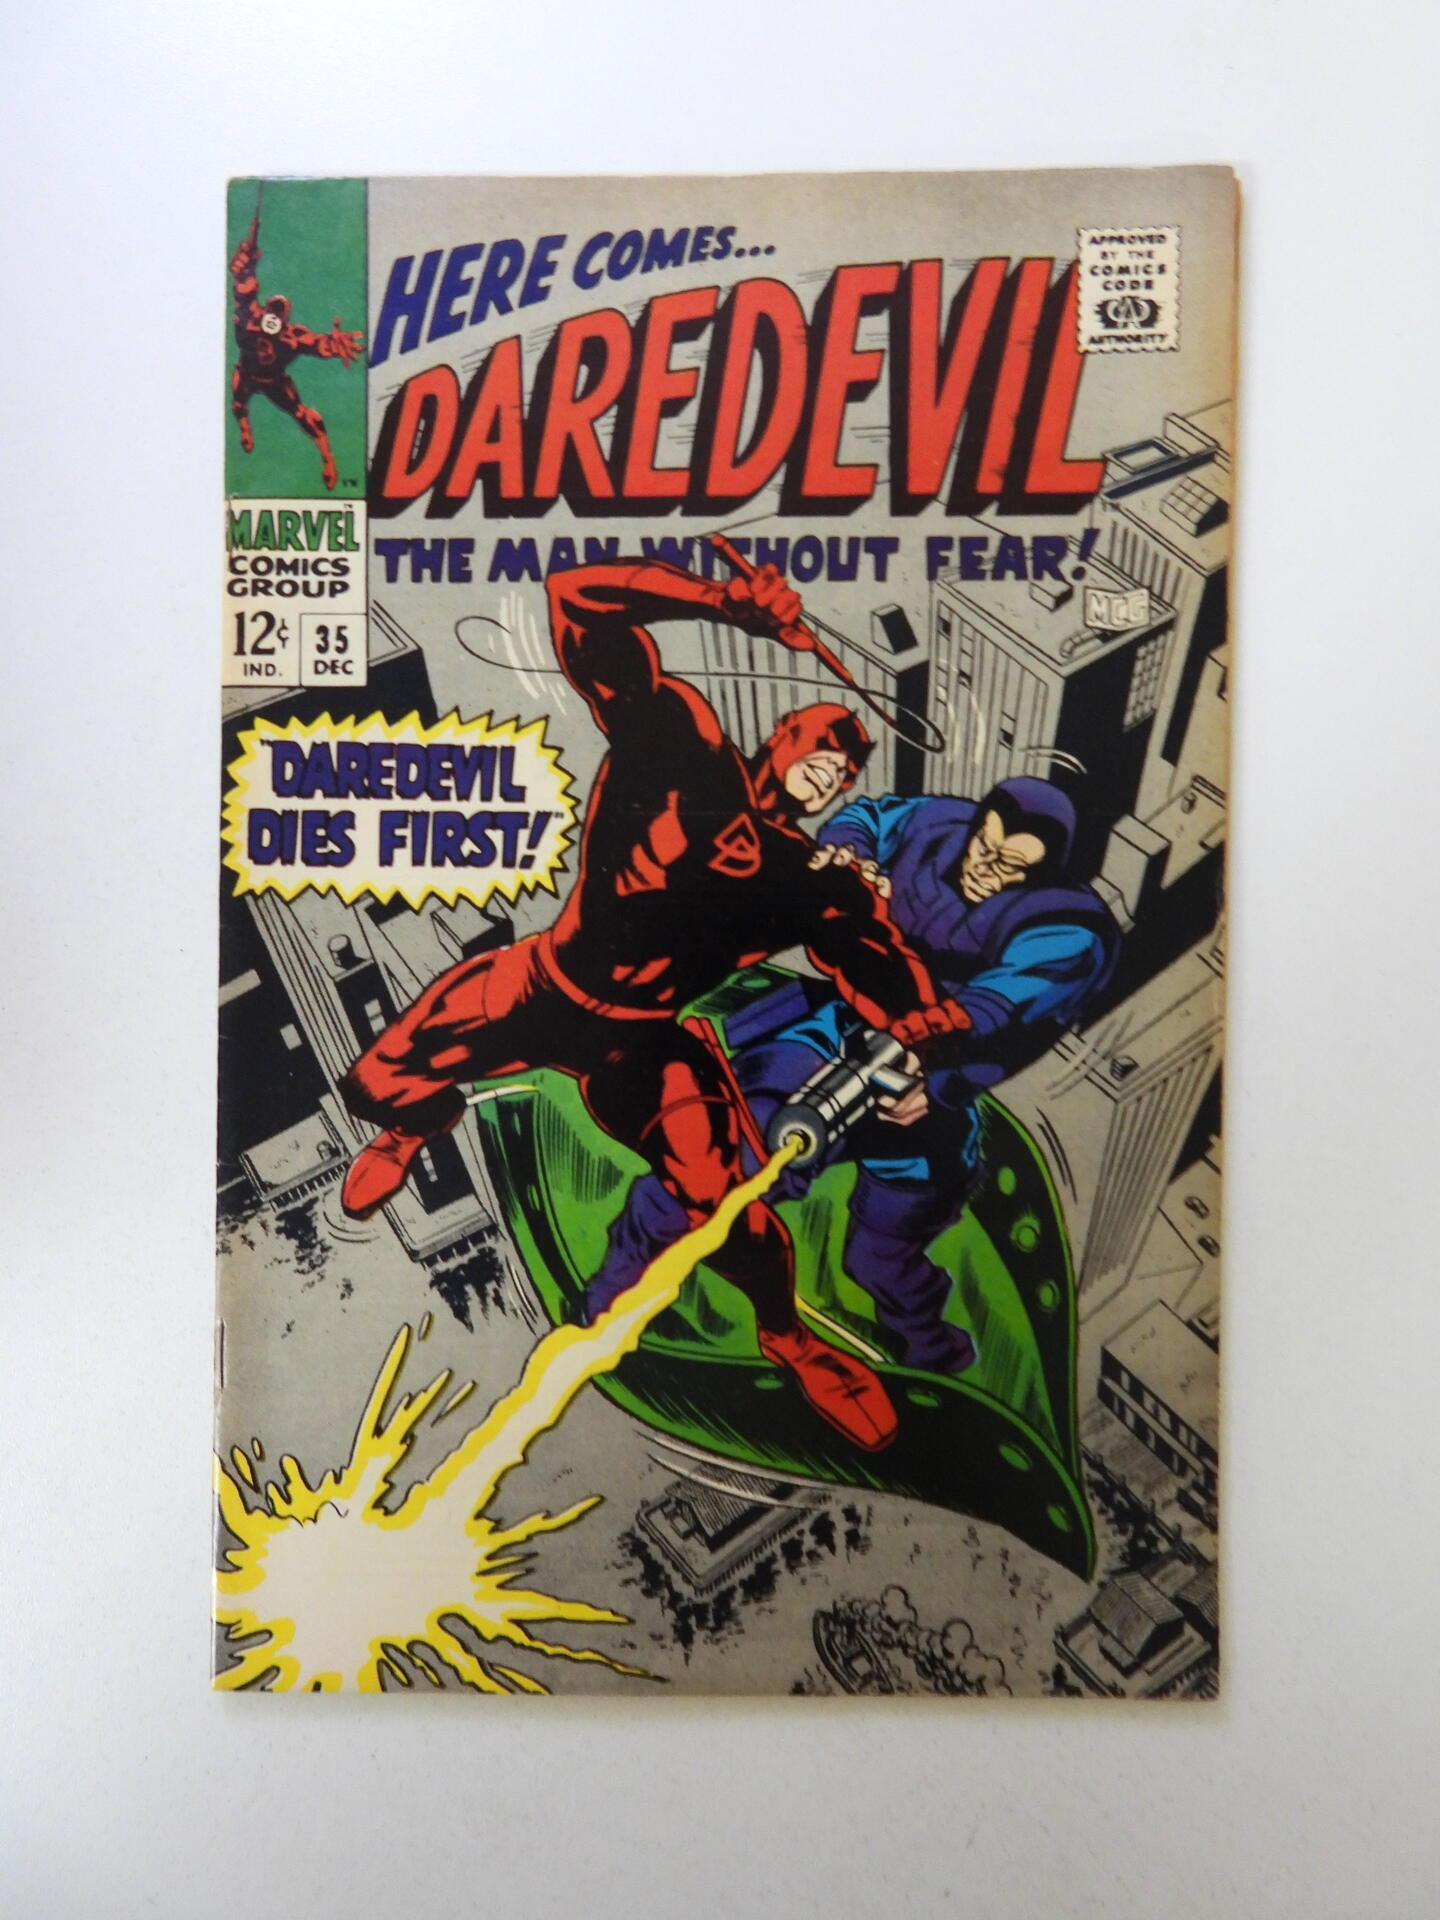 HERE COMES...
DAREDEVIL
THE MAN WITHOUT FEAR!
APPROVED
BY THE
COMICS
CODE
CA
AUTHORITY
MARVEL
COMICS
GROUP
12¢
IND.
35
DEC
MCG
"DAREDEVIL
DIES FIRST!"